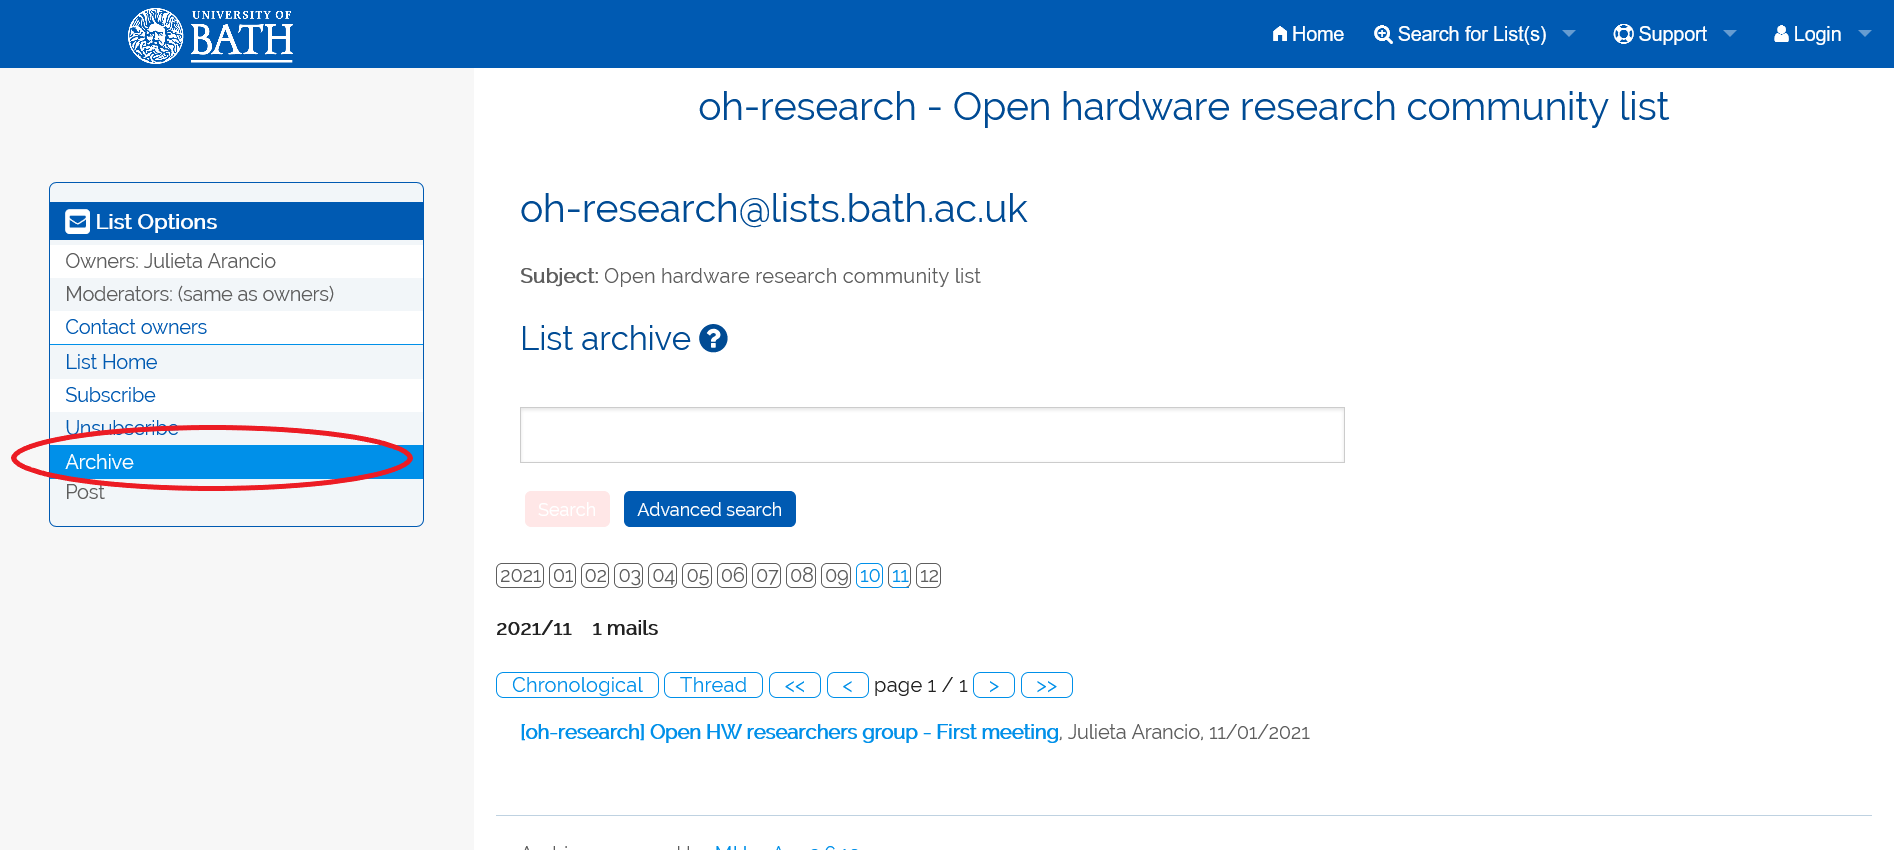 UNIVERSITY OF
BATH
Home Search for List(s) Support Login
oh-research - Open hardware research community list
List Options
Owners: Julieta Arancio
Moderators: (same as owners)
Contact owners
List Home
Subscribe
Unsubscribe
Archive
Post
oh-research@lists.bath.ac.uk
Subject: Open hardware research community list
List archive ?
Search Advanced search
2021 01 02 03 04 05 06 07 08 09 10 11 12
2021/11 1 mails
Chronological Thread << < page 1 / 1 > >>
[oh-research] Open HW researchers group - First meeting, Julieta Arancio, 11/01/2021